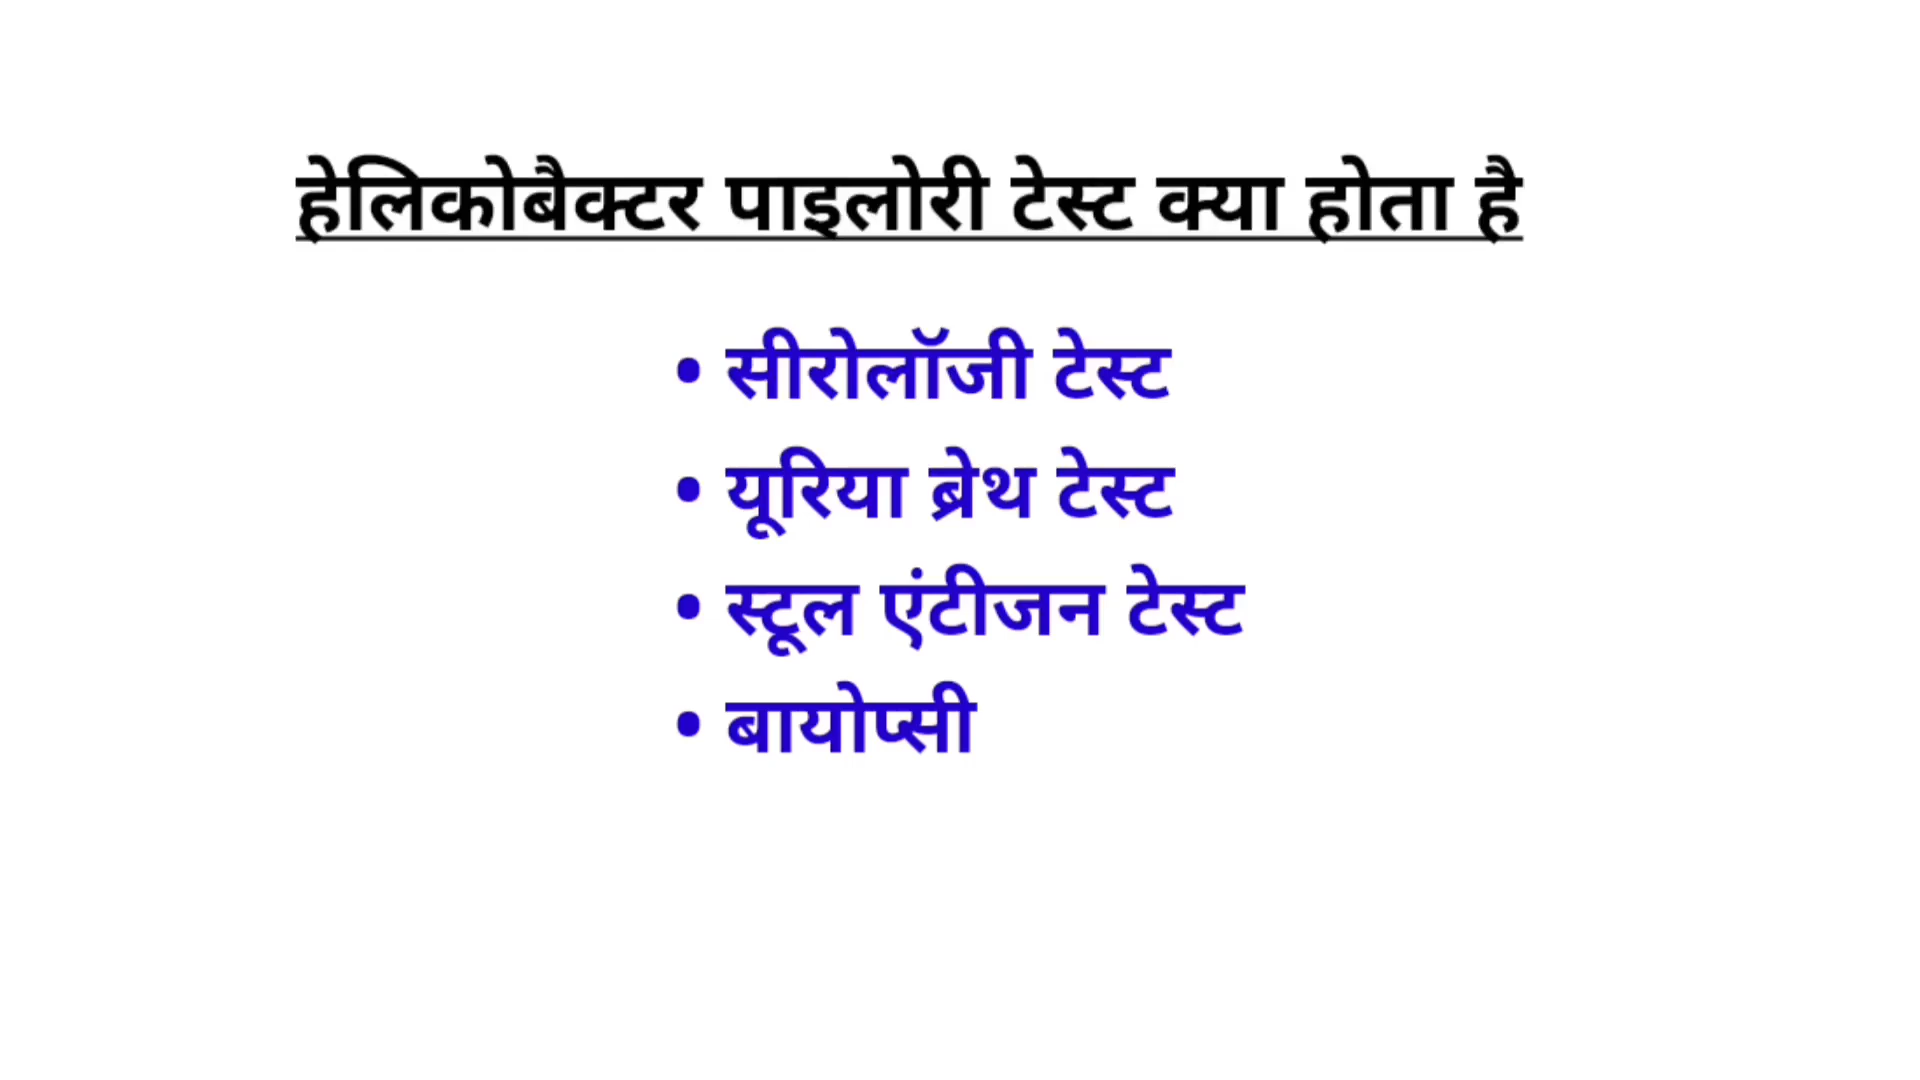 हेलिकोबैक्टर पाइलोरी टेस्ट क्या होता है
• सीरोलॉजी टेस्ट
• यूरिया ब्रेथ टेस्ट
• स्टूल एंटीजन टेस्ट
• बायोप्सी